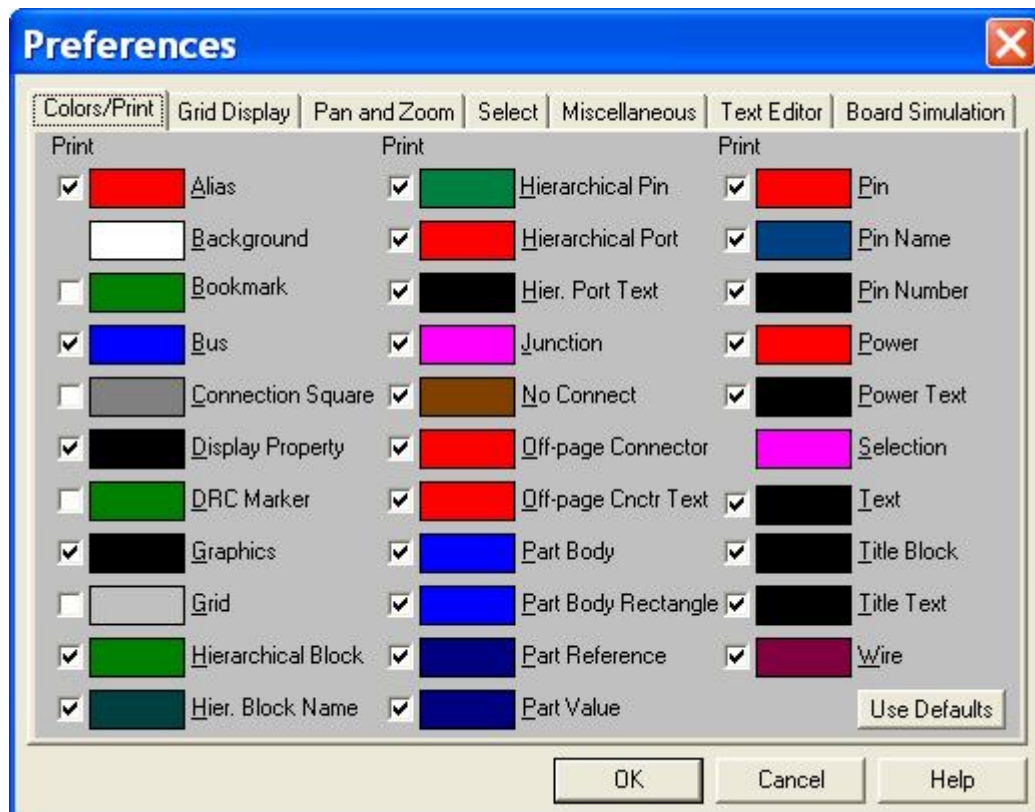 Preferences
Colors/Print Grid Display Pan and Zoom Select Miscellaneous Text Editor Board Simulation
Print Print Print
Alias Hierarchical Pin Pin
Background Hierarchical Port Pin Name
Bookmark Hier. Port Text Pin Number
Bus Junction Power
Connection Square No Connect Power Text
Display Property Off-page Connector Selection
DRC Marker Off-page Cnctr Text Text
Graphics Part Body Title Block
Grid Part Body Rectangle Title Text
Hierarchical Block Part Reference Wire
Hier. Block Name Part Value Use Defaults
OK Cancel Help